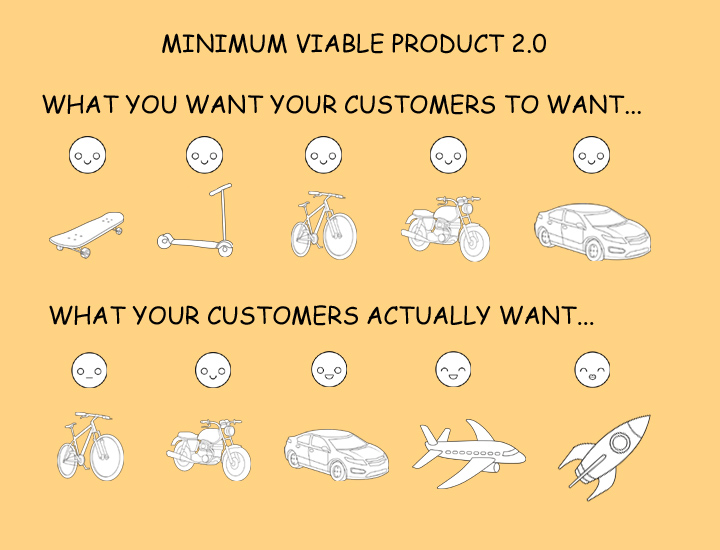 MINIMUM VIABLE PRODUCT 2.0
WHAT YOU WANT YOUR CUSTOMERS TO WANT...
WHAT YOUR CUSTOMERS ACTUALLY WANT...